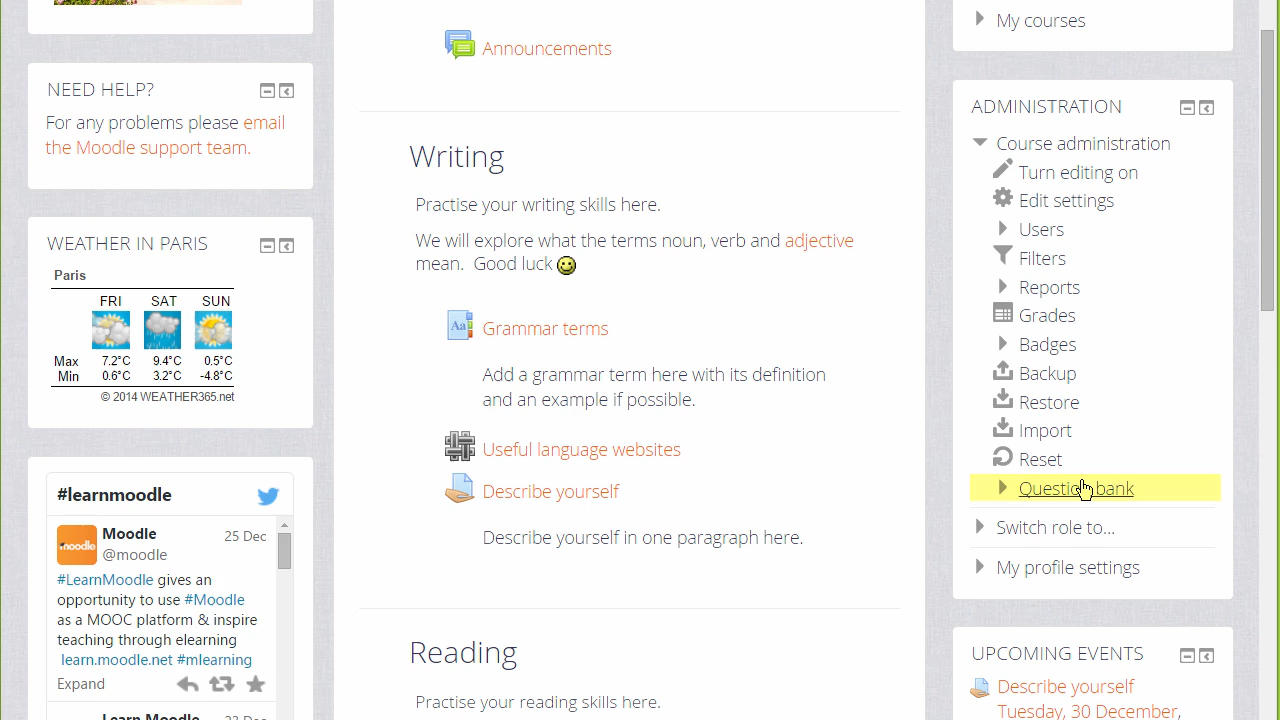 NEED HELP?
For any problems please email
the Moodle support team.
WEATHER IN PARIS
Paris
FRI SAT SUN
Max 7.2°C 9.4°C 0.5°C
Min 0.6°C 3.2°C -4.8°C
© 2014 WEATHER365.net
#learnmoodle
moodle
Moodle 25 Dec
@moodle
#LearnMoodle gives an
opportunity to use #Moodle
as a MOOC platform & inspire
teaching through elearning
learn.moodle.net #mlearning
Expand
Learn Moodle 23 Dec
Announcements
Writing
Practise your writing skills here.
We will explore what the terms noun, verb and adjective
mean. Good luck
Aa
Grammar terms
Add a grammar term here with its definition
and an example if possible.
Useful language websites
Describe yourself
Describe yourself in one paragraph here.
Reading
Practise your reading skills here.
My courses
ADMINISTRATION
Course administration
Turn editing on
Edit settings
Users
Filters
Reports
Grades
Badges
Backup
Restore
Import
Reset
Question bank
Switch role to...
My profile settings
UPCOMING EVENTS
Describe yourself
Tuesday, 30 December,